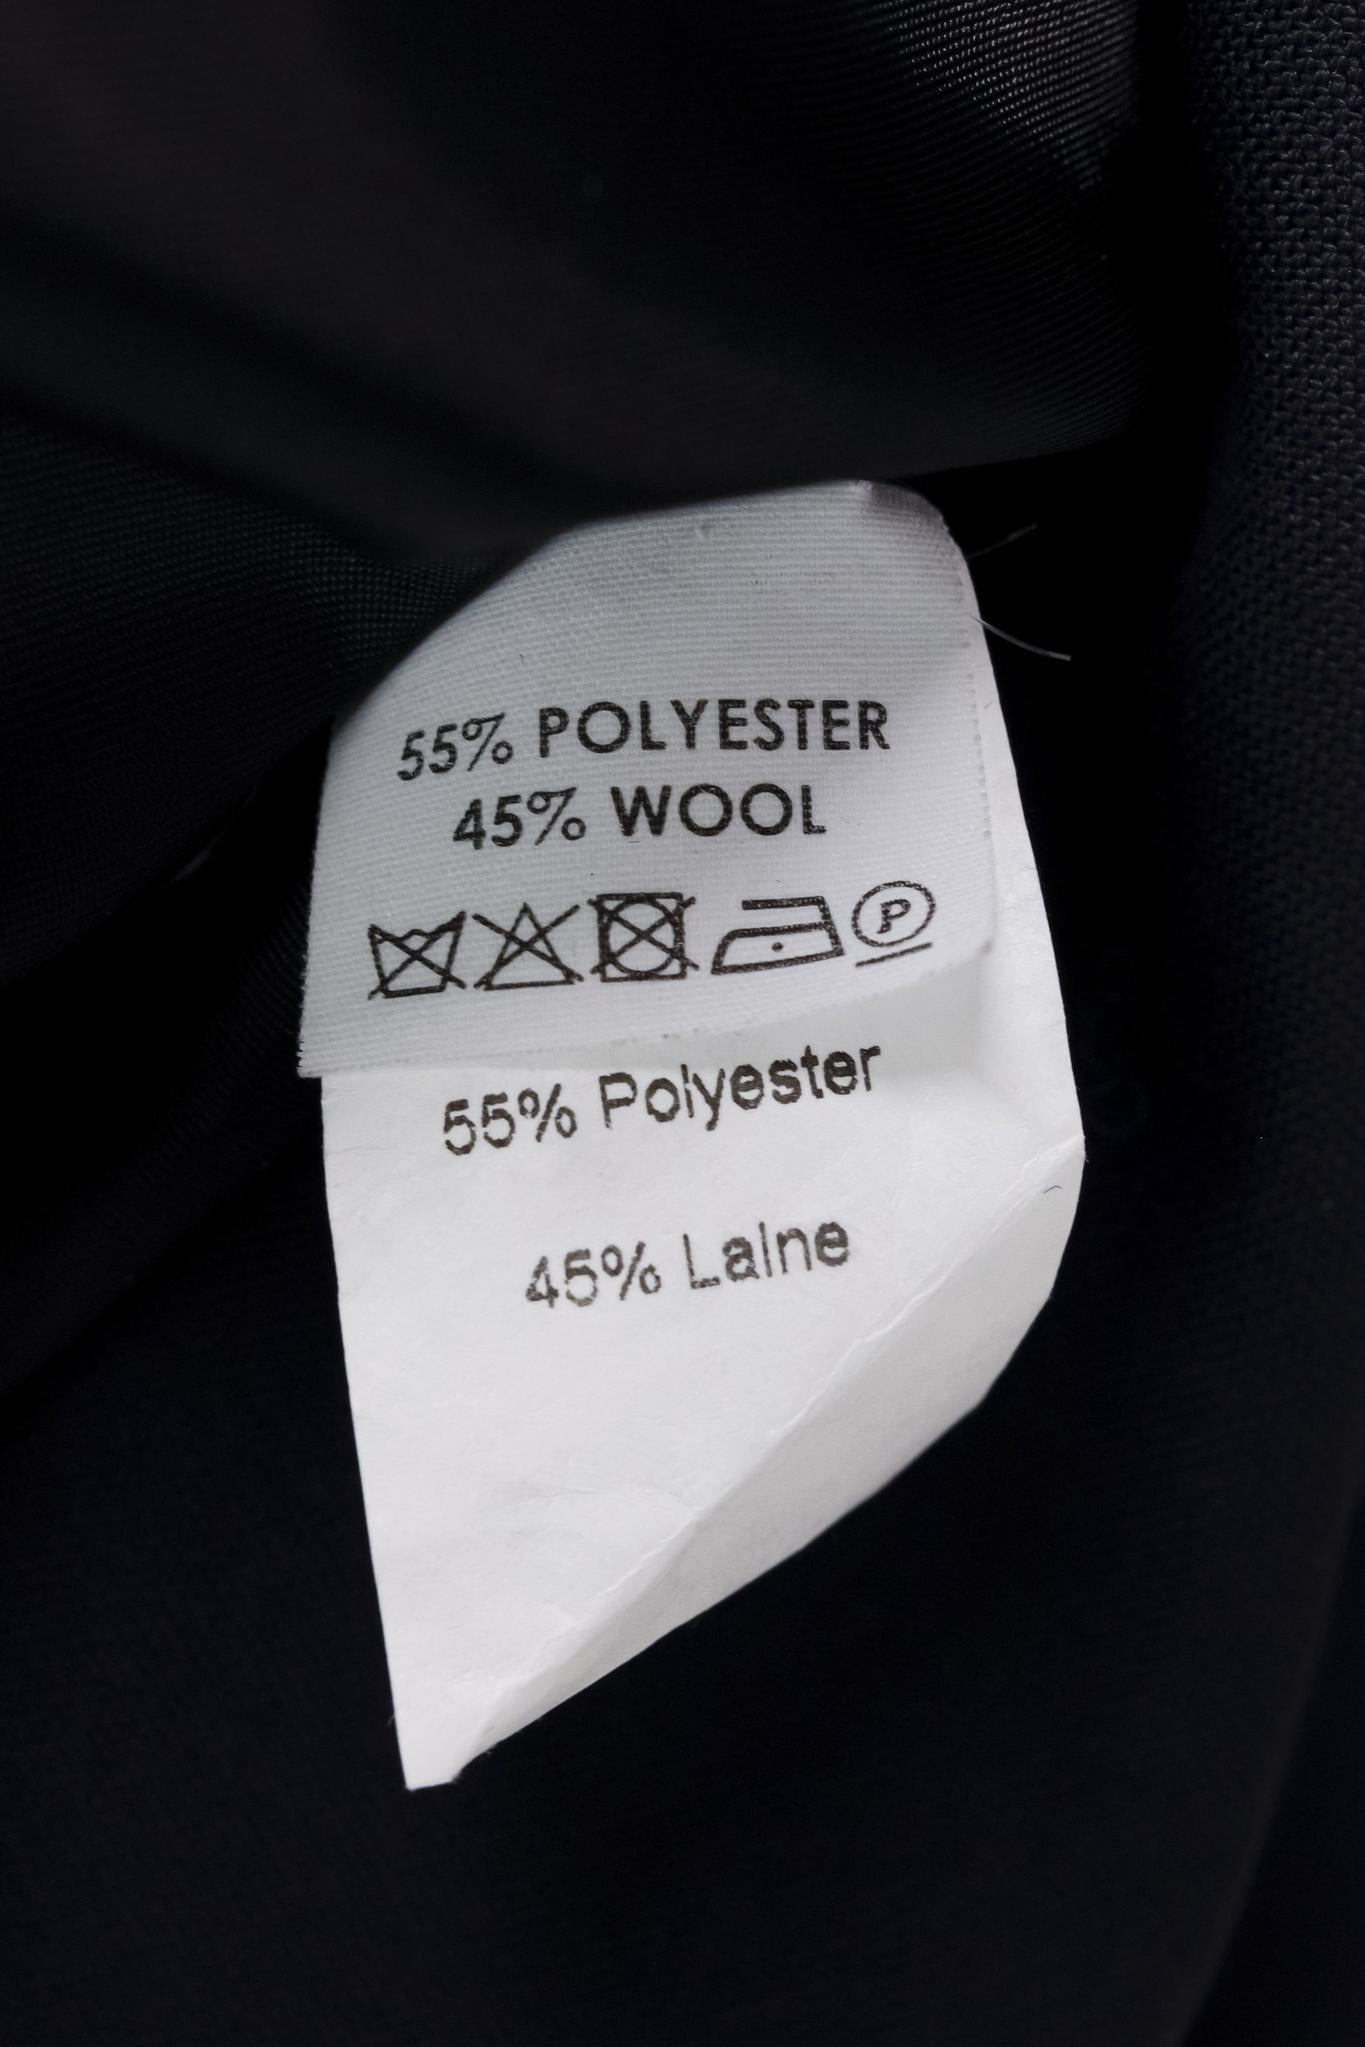 55% POLYESTER
45% WOOL
P
55% Polyester
45% Laine